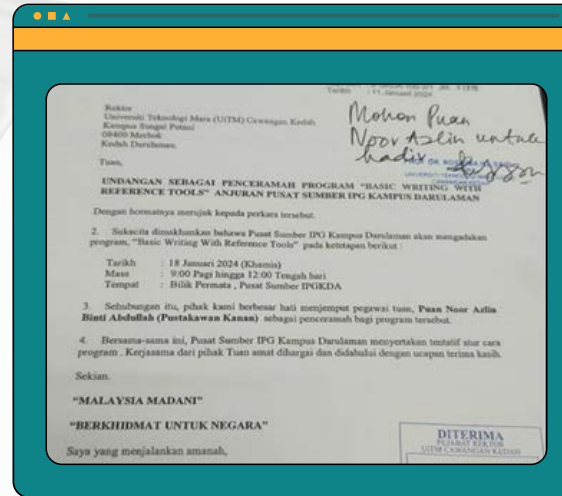 Tarikh : 11 Januari 2024
Rektor
Universiti Teknologi Mara (UiTM) Cawangan Kedah
Kampus Sungai Petani
08400 Merbok
Kedah Darulaman.
Mohon Puan
Noor Azlin untuk
hadir
Tuan,
UNDANGAN SEBAGAI PENCERAMAH PROGRAM “BASIC WRITING WITH
REFERENCE TOOLS” ANJURAN PUSAT SUMBER IPG KAMPUS DARULAMAN
Dengan hormatnya merujuk kepada perkara tersebut.
2. Sukacita dimaklumkan bahawa Pusat Sumber IPG Kampus Darulaman akan mengadakan
program, “Basic Writing With Reference Tools” pada ketetapan berikut :
Tarikh : 18 Januari 2024 (Khamis)
Masa : 9:00 Pagi hingga 12:00 Tengah hari
Tempat : Bilik Permata , Pusat Sumber IPGKDA
3. Sehubungan itu, pihak kami berbesar hati menjemput pegawai tuan, Puan Noor Azlin
Binti Abdullah (Pustakawan Kanan) sebagai penceramah bagi program tersebut.
4. Bersama-sama ini, Pusat Sumber IPG Kampus Darulaman menyertakan tentatif atur cara
program . Kerjasama dari pihak Tuan amat dihargai dan didahului dengan ucapan terima kasih.
Sekian.
“MALAYSIA MADANI”
“BERKHIDMAT UNTUK NEGARA”
Saya yang menjalankan amanah,
DITERIMA
PEJABAT REKTOR
UiTM CAWANGAN KEDAH